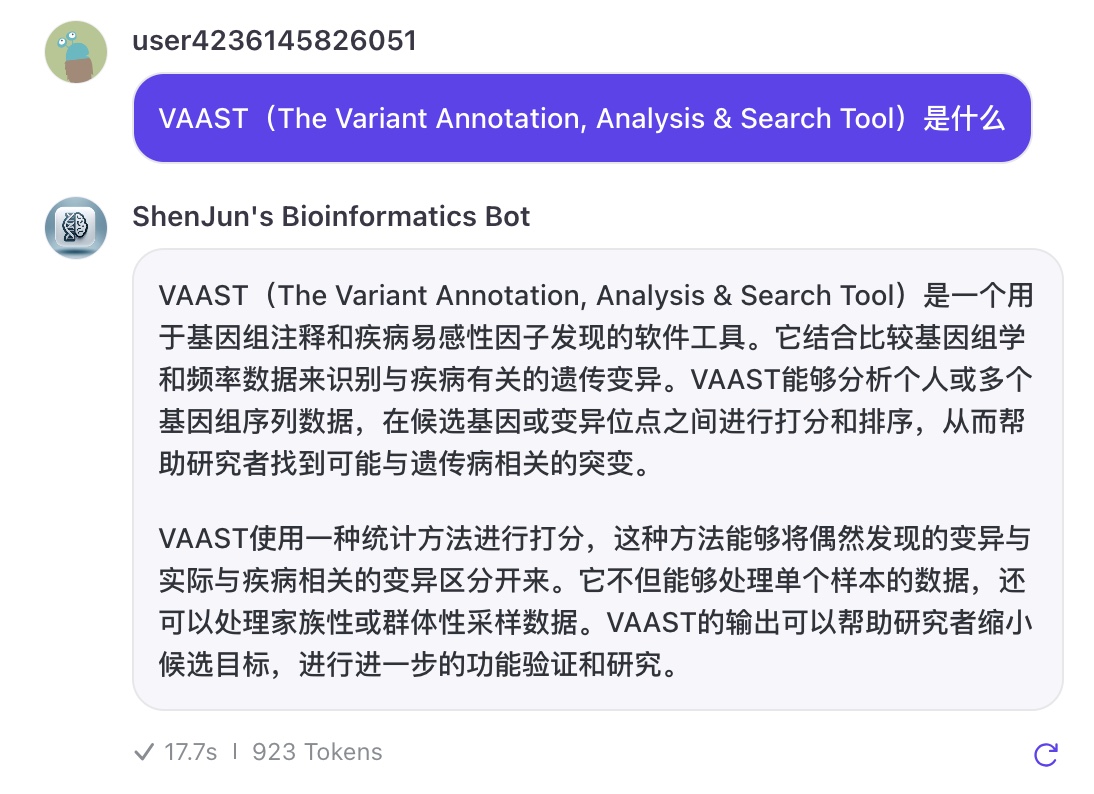 user4236145826051
VAAST（The Variant Annotation, Analysis & Search Tool）是什么
ShenJun's Bioinformatics Bot
VAAST（The Variant Annotation, Analysis & Search Tool）是一个用
于基因组注释和疾病易感性因子发现的软件工具。它结合比较基因组学
和频率数据来识别与疾病有关的遗传变异。VAAST能够分析个人或多个
基因组序列数据，在候选基因或变异位点之间进行打分和排序，从而帮
助研究者找到可能与遗传病相关的突变。
VAAST使用一种统计方法进行打分，这种方法能够将偶然发现的变异与
实际与疾病相关的变异区分开来。它不但能够处理单个样本的数据，还
可以处理家族性或群体性采样数据。VAAST的输出可以帮助研究者缩小
候选目标，进行进一步的功能验证和研究。
17.7s | 923 Tokens